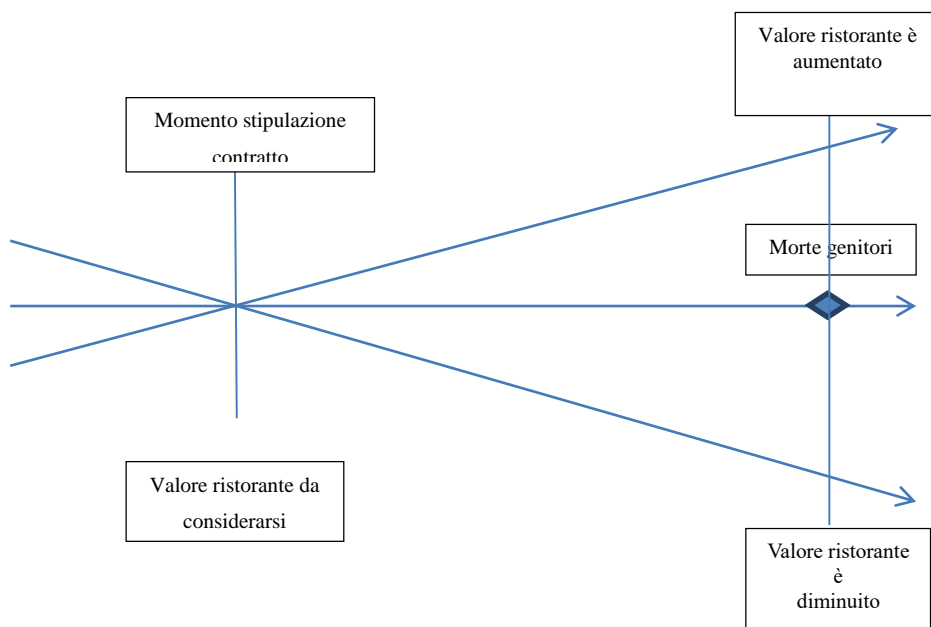 Valore ristorante è
aumentato
Momento stipulazione
contratto
Morte genitori
Valore ristorante da
considerarsi
Valore ristorante
è
diminuito